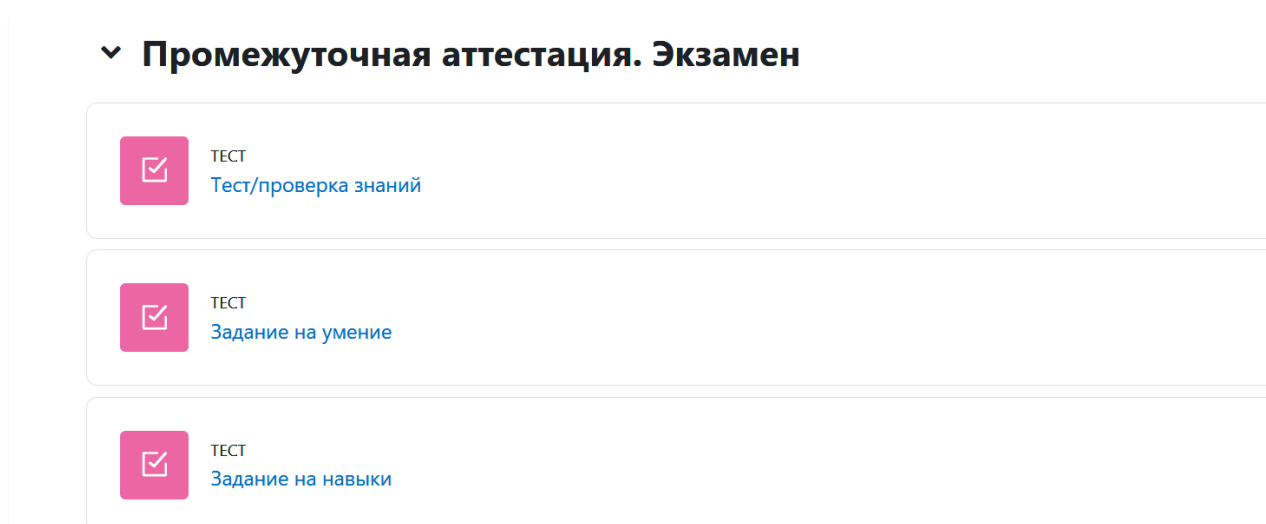 Промежуточная аттестация. Экзамен
ТЕСТ
Тест/проверка знаний
ТЕСТ
Задание на умение
ТЕСТ
Задание на навыки